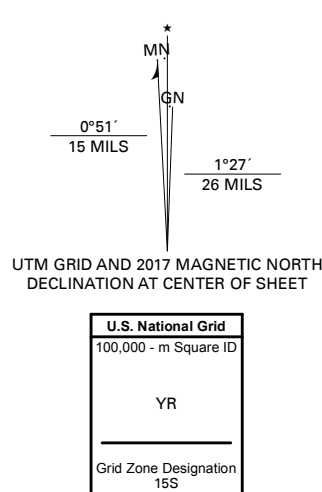 ★
MN
GN
0°51´
15 MILS
1°27´
26 MILS
UTM GRID AND 2017 MAGNETIC NORTH
DECLINATION AT CENTER OF SHEET
U.S. National Grid
100,000 - m Square ID
YR
Grid Zone Designation
15S